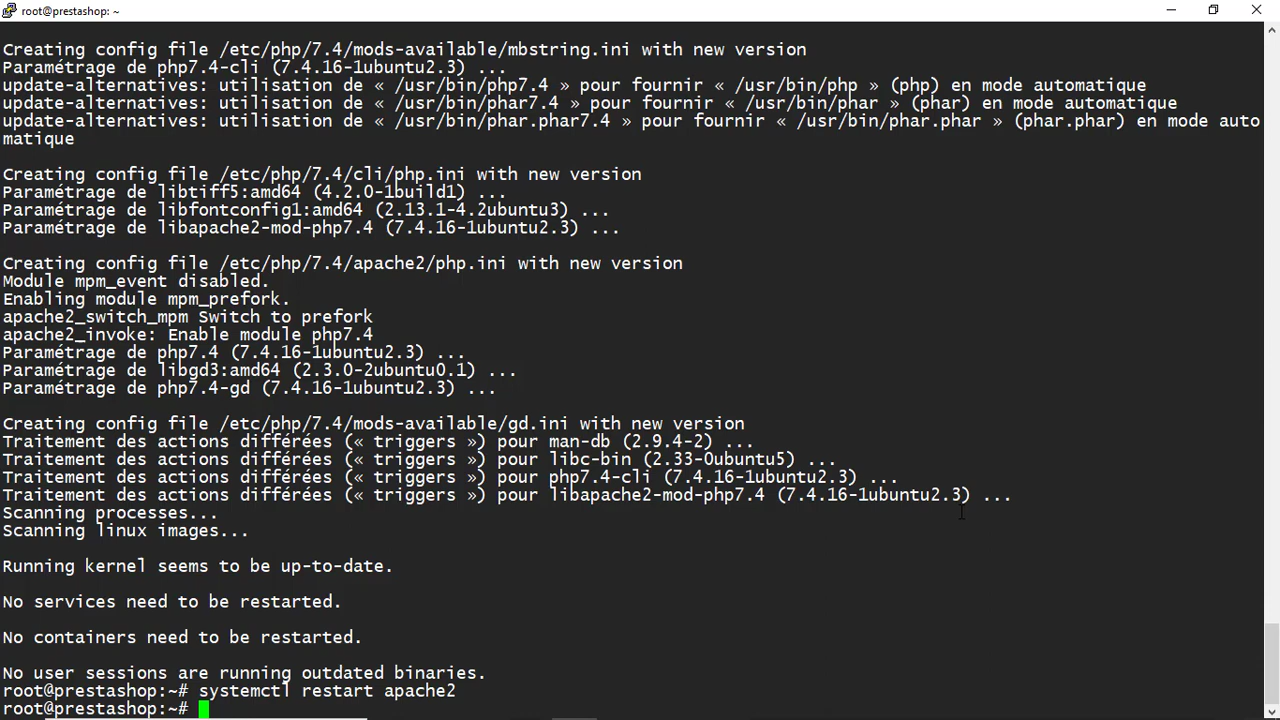 root@prestashop: ~
Creating config file /etc/php/7.4/mods-available/mbstring.ini with new version
Paramétrage de php7.4-cli (7.4.16-1ubuntu2.3) ...
update-alternatives: utilisation de « /usr/bin/php7.4 » pour fournir « /usr/bin/php » (php) en mode automatique
update-alternatives: utilisation de « /usr/bin/phar7.4 » pour fournir « /usr/bin/phar » (phar) en mode automatique
update-alternatives: utilisation de « /usr/bin/phar.phar7.4 » pour fournir « /usr/bin/phar.phar » (phar.phar) en mode auto
matique
Creating config file /etc/php/7.4/cli/php.ini with new version
Paramétrage de libtiff5:amd64 (4.2.0-1build1) ...
Paramétrage de libfontconfig1:amd64 (2.13.1-4.2ubuntu3) ...
Paramétrage de libapache2-mod-php7.4 (7.4.16-1ubuntu2.3) ...
Creating config file /etc/php/7.4/apache2/php.ini with new version
Module mpm_event disabled.
Enabling module mpm_prefork.
apache2_switch_mpm Switch to prefork
apache2_invoke: Enable module php7.4
Paramétrage de php7.4 (7.4.16-1ubuntu2.3) ...
Paramétrage de libgd3:amd64 (2.3.0-2ubuntu0.1) ...
Paramétrage de php7.4-gd (7.4.16-1ubuntu2.3) ...
Creating config file /etc/php/7.4/mods-available/gd.ini with new version
Traitement des actions différées (« triggers ») pour man-db (2.9.4-2) ...
Traitement des actions différées (« triggers ») pour libc-bin (2.33-0ubuntu5) ...
Traitement des actions différées (« triggers ») pour php7.4-cli (7.4.16-1ubuntu2.3) ...
Traitement des actions différées (« triggers ») pour libapache2-mod-php7.4 (7.4.16-1ubuntu2.3) ...
Scanning processes...
Scanning linux images...
Running kernel seems to be up-to-date.
No services need to be restarted.
No containers need to be restarted.
No user sessions are running outdated binaries.
root@prestashop:~# systemctl restart apache2
root@prestashop:~#